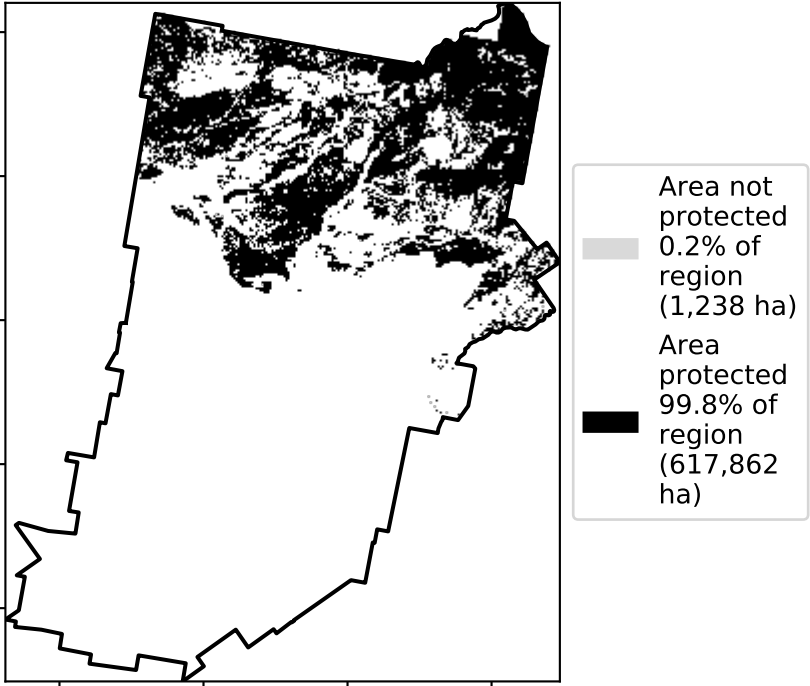 Area not
protected
0.2% of
region
(1,238 ha)
Area
protected
99.8% of
region
(617,862
ha)